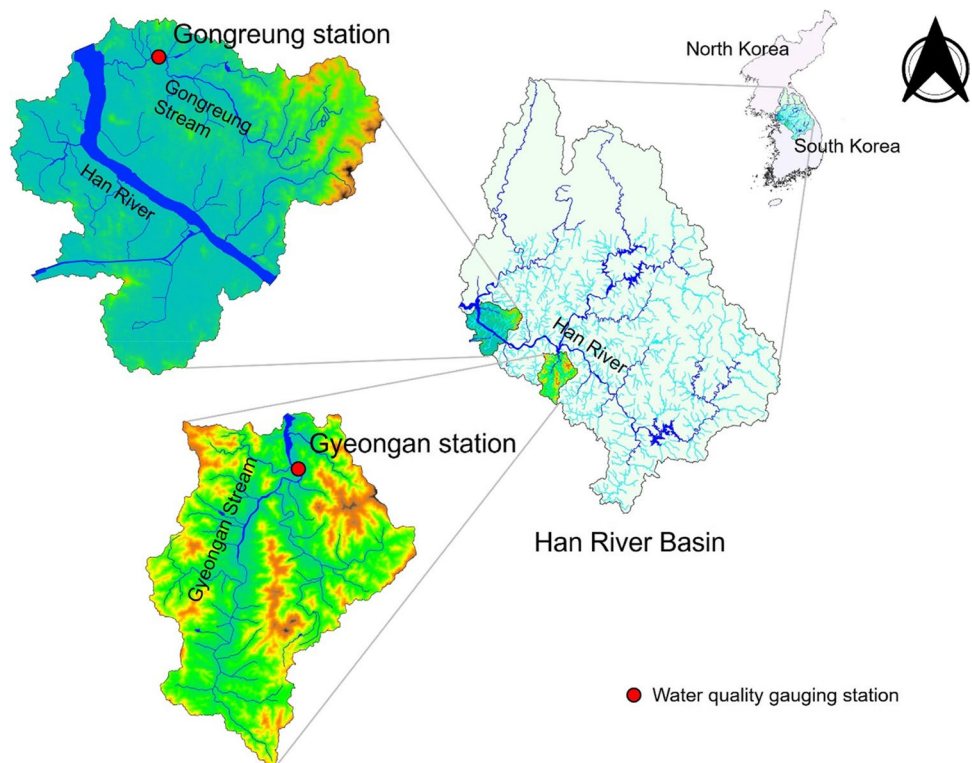 Gongreung station
Gongreung
Stream
Han River
North Korea
South Korea
Han River
Gyeongan station
Gyeongan Stream
Han River Basin
Water quality gauging station